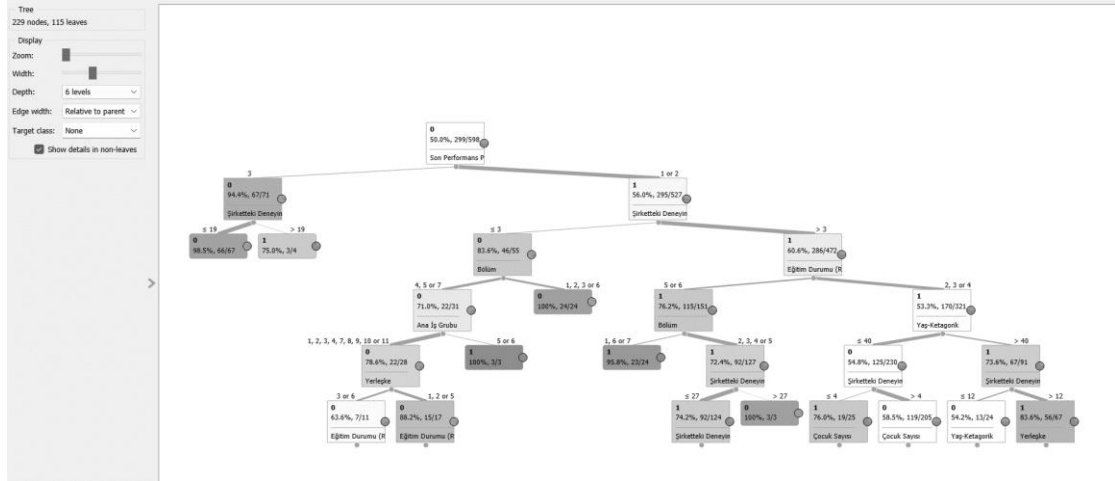 Tree
229 nodes, 115 leaves
Display
Zoom:
Width:
Depth: 6 levels
Edge width: Relative to parent
Target class: None
Show details in non-leaves
0
50.0%, 299/598
Son Performans P
3
1 or 2
0
94.4%, 67/71
Şirketteki Deneyin
1
56.0%, 295/527
Şirketteki Deneyin
≤ 19
> 19
≤ 3
> 3
0
98.5%, 66/67
1
75.0%, 3/4
0
83.6%, 46/55
Bölüm
1
60.6%, 286/472
Eğitim Durumu (R
4, 5 or 7
1, 2, 3 or 6
5 or 6
2, 3 or 4
0
71.0%, 22/31
Ana İş Grubu
0
100%, 24/24
1
76.2%, 115/151
Bölüm
1
53.3%, 170/321
Yaş-Ketagorik
1, 2, 3, 4, 7, 8, 9, 10 or 11
5 or 6
1, 6 or 7
2, 3, 4 or 5
≤ 40
> 40
0
78.6%, 22/28
Yerleşke
1
100%, 3/3
1
95.8%, 23/24
1
72.4%, 92/127
Şirketteki Deneyin
0
54.8%, 125/230
Şirketteki Deneyin
1
73.6%, 67/91
Şirketteki Deneyin
3 or 6
1, 2 or 5
≤ 27
> 27
≤ 4
> 4
≤ 12
> 12
0
63.6%, 7/11
Eğitim Durumu (R
0
88.2%, 15/17
Eğitim Durumu (R
1
74.2%, 92/124
Şirketteki Deneyin
0
100%, 3/3
1
76.0%, 19/25
Çocuk Sayısı
0
58.5%, 119/205
Çocuk Sayısı
0
54.2%, 13/24
Yaş-Ketagorik
1
83.6%, 56/67
Yerleşke